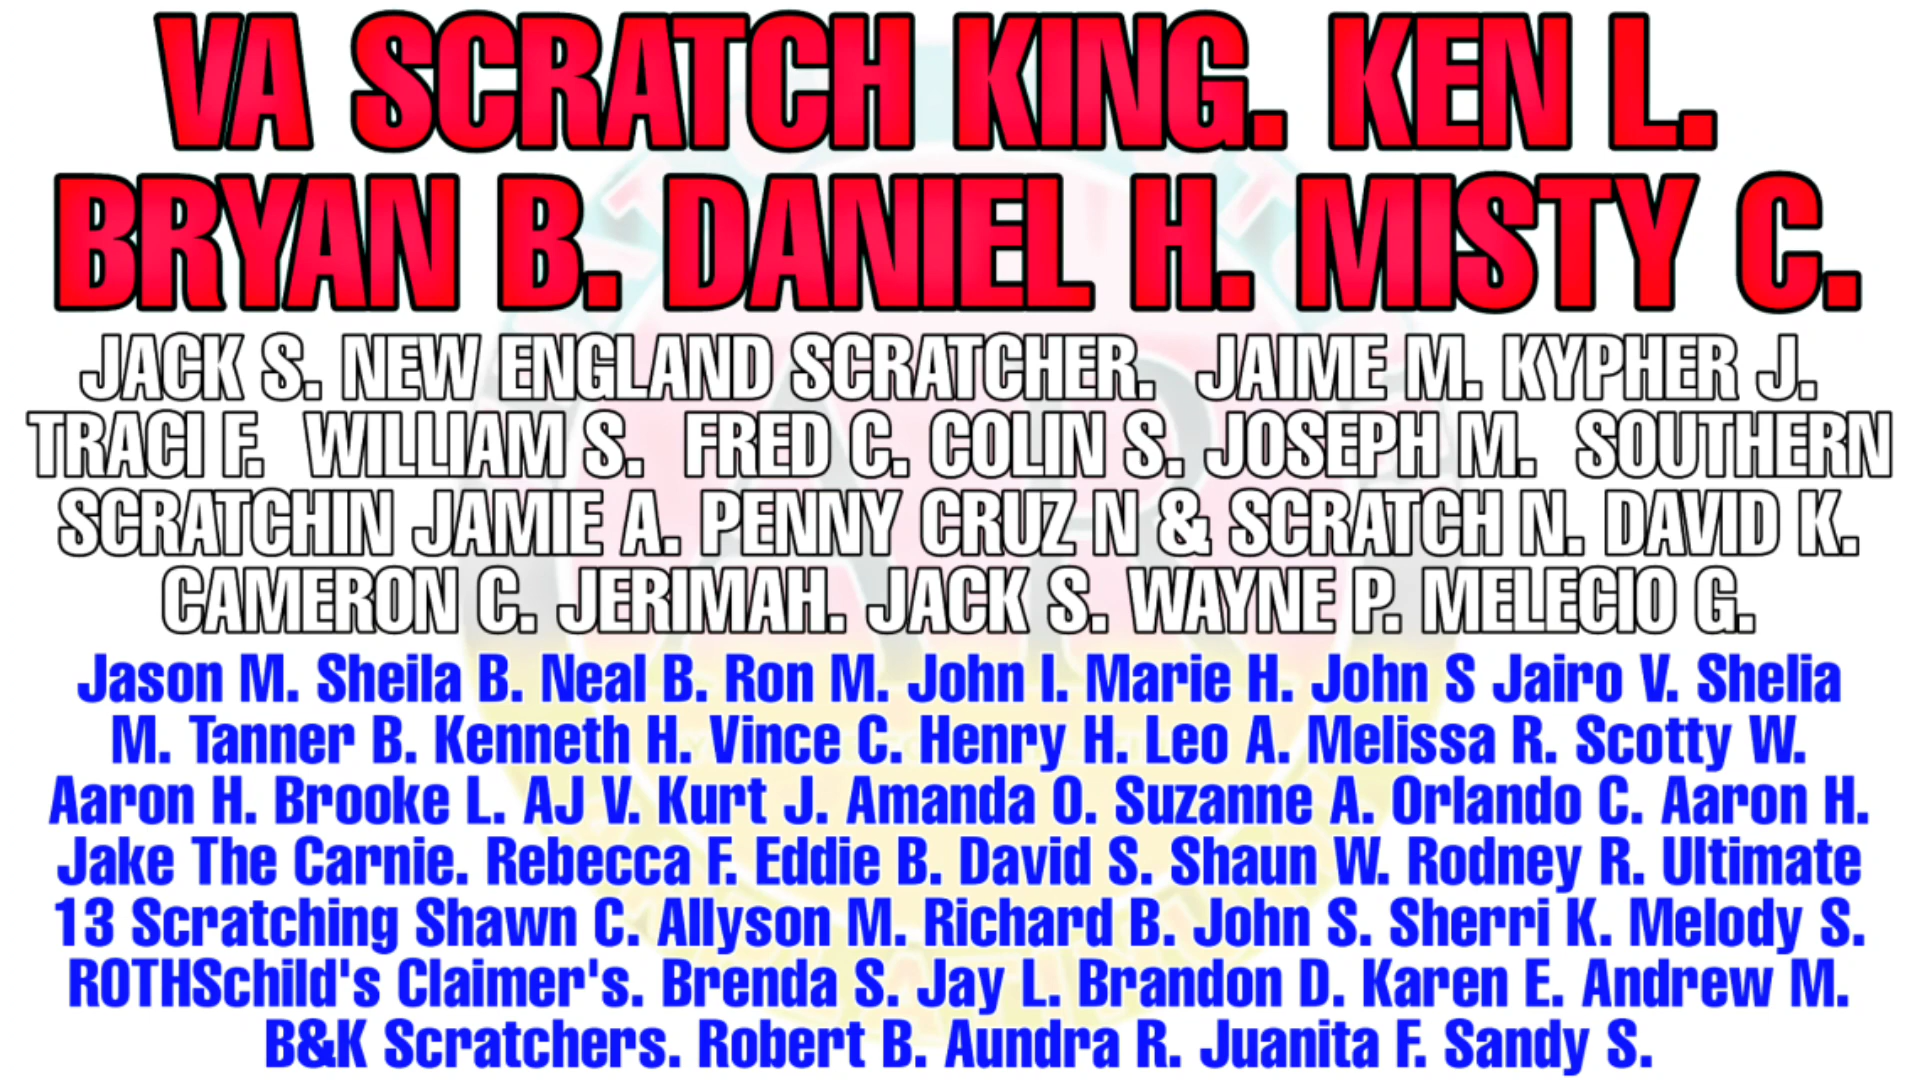 VA SCRATCH KING. KEN L.
BRYAN B. DANIEL H. MISTY C.
JACK S. NEW ENGLAND SCRATCHER. JAIME M. KYPHER J.
TRACI F. WILLIAM S. FRED C. COLIN S. JOSEPH M. SOUTHERN
SCRATCHIN JAMIE A. PENNY CRUZ N & SCRATCH N. DAVID K.
CAMERON C. JERIMAH. JACK S. WAYNE P. MELECIO G.
Jason M. Sheila B. Neal B. Ron M. John I. Marie H. John S Jairo V. Shelia
M. Tanner B. Kenneth H. Vince C. Henry H. Leo A. Melissa R. Scotty W.
Aaron H. Brooke L. AJ V. Kurt J. Amanda O. Suzanne A. Orlando C. Aaron H.
Jake The Carnie. Rebecca F. Eddie B. David S. Shaun W. Rodney R. Ultimate
13 Scratching Shawn C. Allyson M. Richard B. John S. Sherri K. Melody S.
ROTHSchild's Claimer's. Brenda S. Jay L. Brandon D. Karen E. Andrew M.
B&K Scratchers. Robert B. Aundra R. Juanita F. Sandy S.